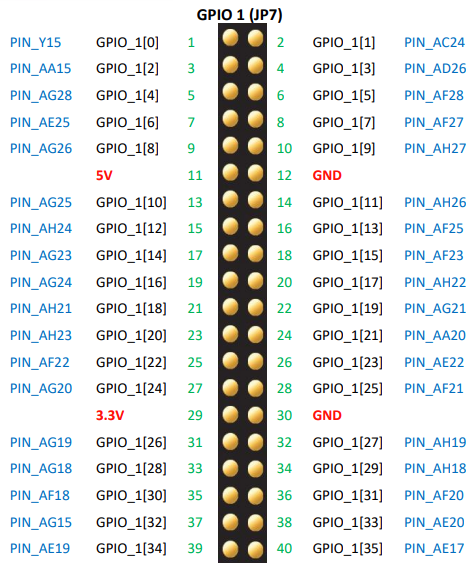 GPIO 1 (JP7)
PIN_Y15 GPIO_1[0] 1 2 GPIO_1[1] PIN_AC24
PIN_AA15 GPIO_1[2] 3 4 GPIO_1[3] PIN_AD26
PIN_AG28 GPIO_1[4] 5 6 GPIO_1[5] PIN_AF28
PIN_AE25 GPIO_1[6] 7 8 GPIO_1[7] PIN_AF27
PIN_AG26 GPIO_1[8] 9 10 GPIO_1[9] PIN_AH27
5V 11 12 GND
PIN_AG25 GPIO_1[10] 13 14 GPIO_1[11] PIN_AH26
PIN_AH24 GPIO_1[12] 15 16 GPIO_1[13] PIN_AF25
PIN_AG23 GPIO_1[14] 17 18 GPIO_1[15] PIN_AF23
PIN_AG24 GPIO_1[16] 19 20 GPIO_1[17] PIN_AH22
PIN_AH21 GPIO_1[18] 21 22 GPIO_1[19] PIN_AG21
PIN_AH23 GPIO_1[20] 23 24 GPIO_1[21] PIN_AA20
PIN_AF22 GPIO_1[22] 25 26 GPIO_1[23] PIN_AE22
PIN_AG20 GPIO_1[24] 27 28 GPIO_1[25] PIN_AF21
3.3V 29 30 GND
PIN_AG19 GPIO_1[26] 31 32 GPIO_1[27] PIN_AH19
PIN_AG18 GPIO_1[28] 33 34 GPIO_1[29] PIN_AH18
PIN_AF18 GPIO_1[30] 35 36 GPIO_1[31] PIN_AF20
PIN_AG15 GPIO_1[32] 37 38 GPIO_1[33] PIN_AE20
PIN_AE19 GPIO_1[34] 39 40 GPIO_1[35] PIN_AE17